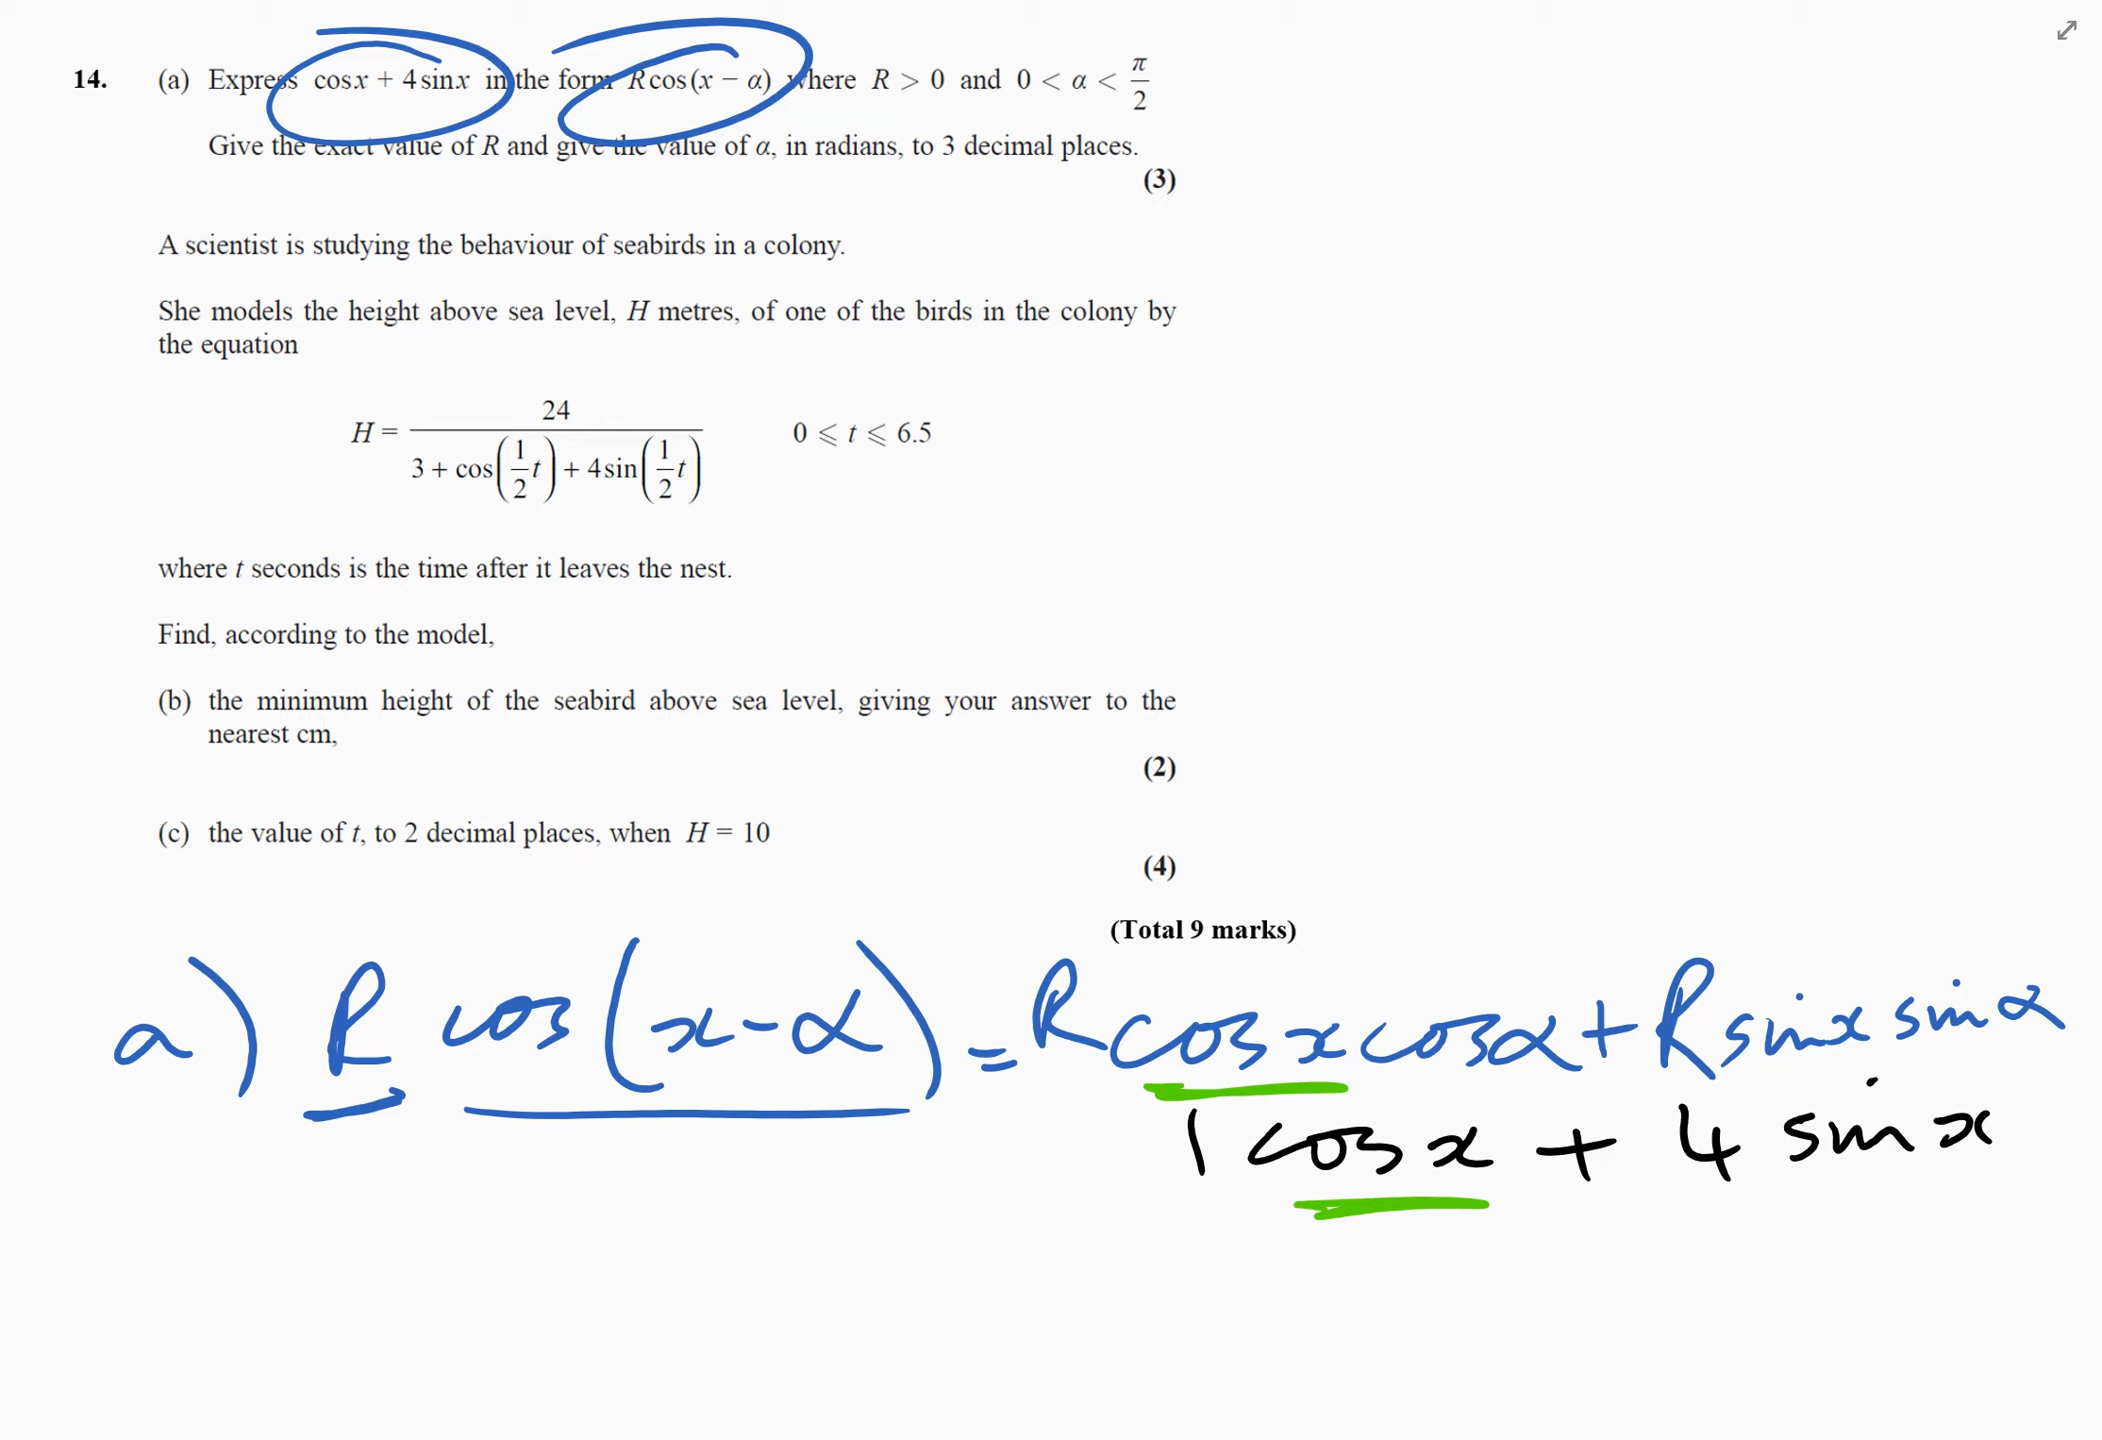 14. (a) Express cos x + 4 sin x in the form R cos (x − α) where R > 0 and 0 < α < π/2
Give the exact value of R and give the value of α, in radians, to 3 decimal places.
(3)
A scientist is studying the behaviour of seabirds in a colony.
She models the height above sea level, H metres, of one of the birds in the colony by
the equation
H = 24/(3 + cos(1/2 t) + 4 sin(1/2 t)) 0 ⩽ t ⩽ 6.5
where t seconds is the time after it leaves the nest.
Find, according to the model,
(b) the minimum height of the seabird above sea level, giving your answer to the
nearest cm,
(2)
(c) the value of t, to 2 decimal places, when H = 10
(4)
(Total 9 marks)
a) R cos(x-α) = R cos x cos α + R sin x sin α
1 cos x + 4 sin x